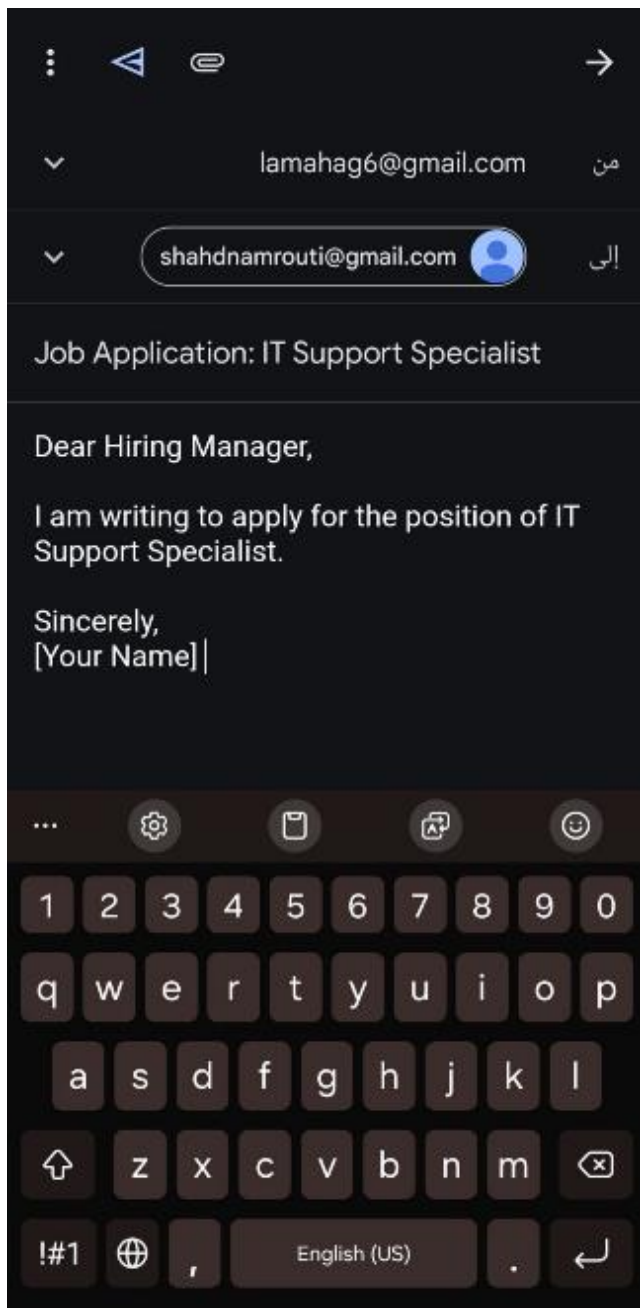 من lamahag6@gmail.com
إلى shahdnamrouti@gmail.com
Job Application: IT Support Specialist
Dear Hiring Manager,
I am writing to apply for the position of IT
Support Specialist.
Sincerely,
[Your Name]
1 2 3 4 5 6 7 8 9 0
q w e r t y u i o p
a s d f g h j k l
z x c v b n m
!#1 , English (US) .